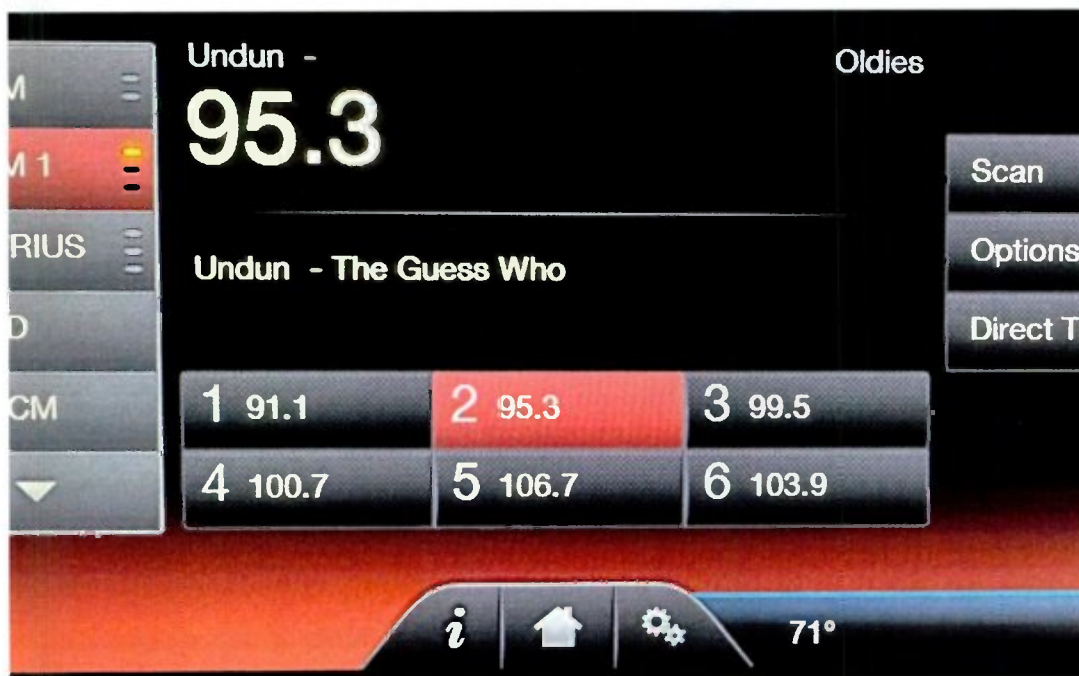 Undun -
Oldies
95.3
M
M 1
RIUS
D
CM
Undun - The Guess Who
Scan
Options
Direct T
1 91.1
2 95.3
3 99.5
4 100.7
5 106.7
6 103.9
i
71°